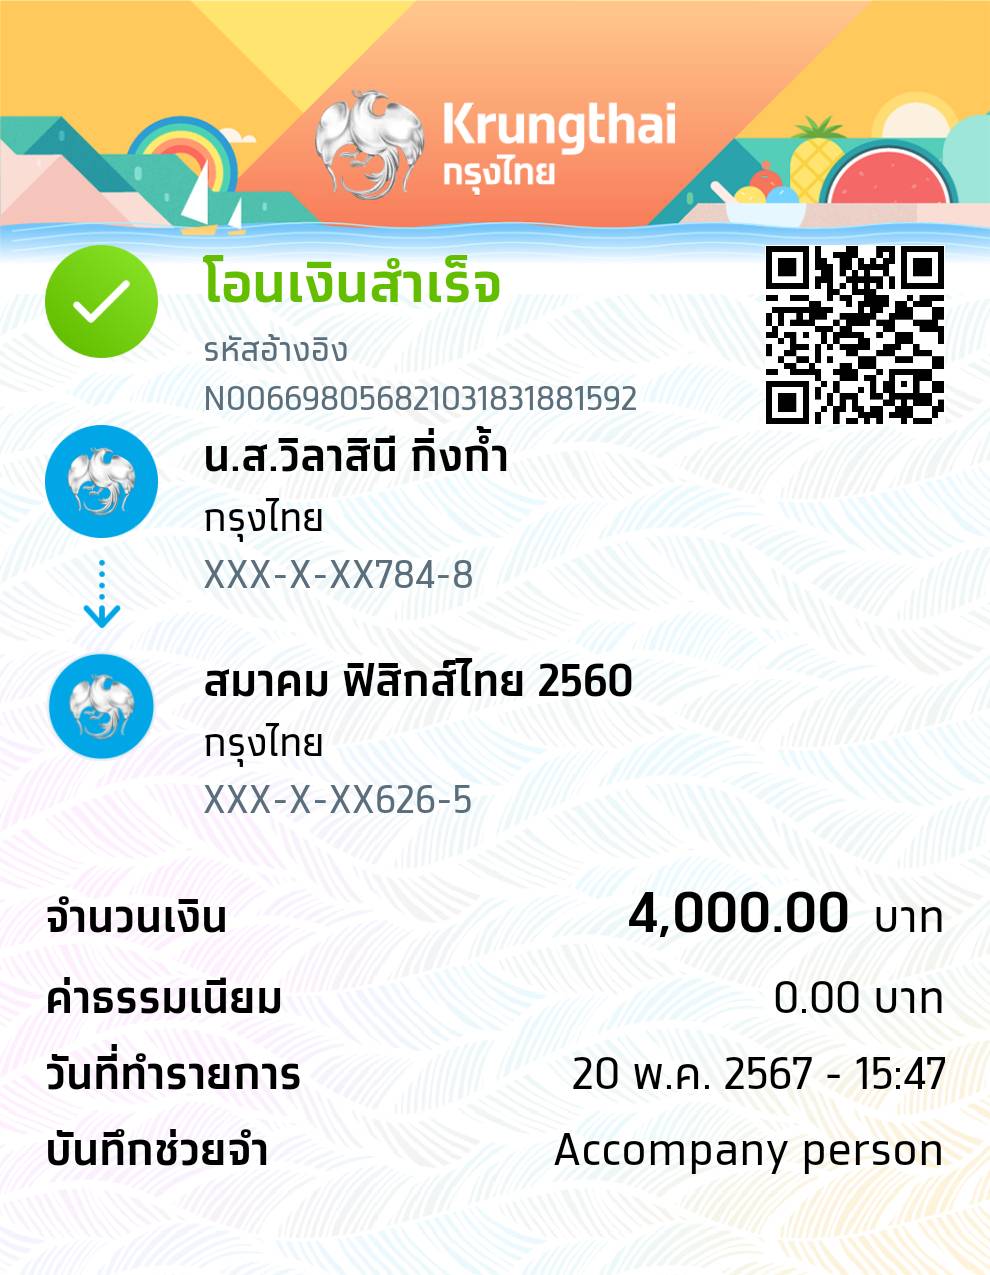 Krungthai
กรุงไทย
โอนเงินสำเร็จ
รหัสอ้างอิง
N006698056821031831881592
น.ส.วิลาสินี กิ่งก้ำ
กรุงไทย
XXX-X-XX784-8
สมาคม ฟิสิกส์ไทย 2560
กรุงไทย
XXX-X-XX626-5
จำนวนเงิน 4,000.00 บาท
ค่าธรรมเนียม 0.00 บาท
วันที่ทำรายการ 20 พ.ค. 2567 - 15:47
บันทึกช่วยจำ Accompany person